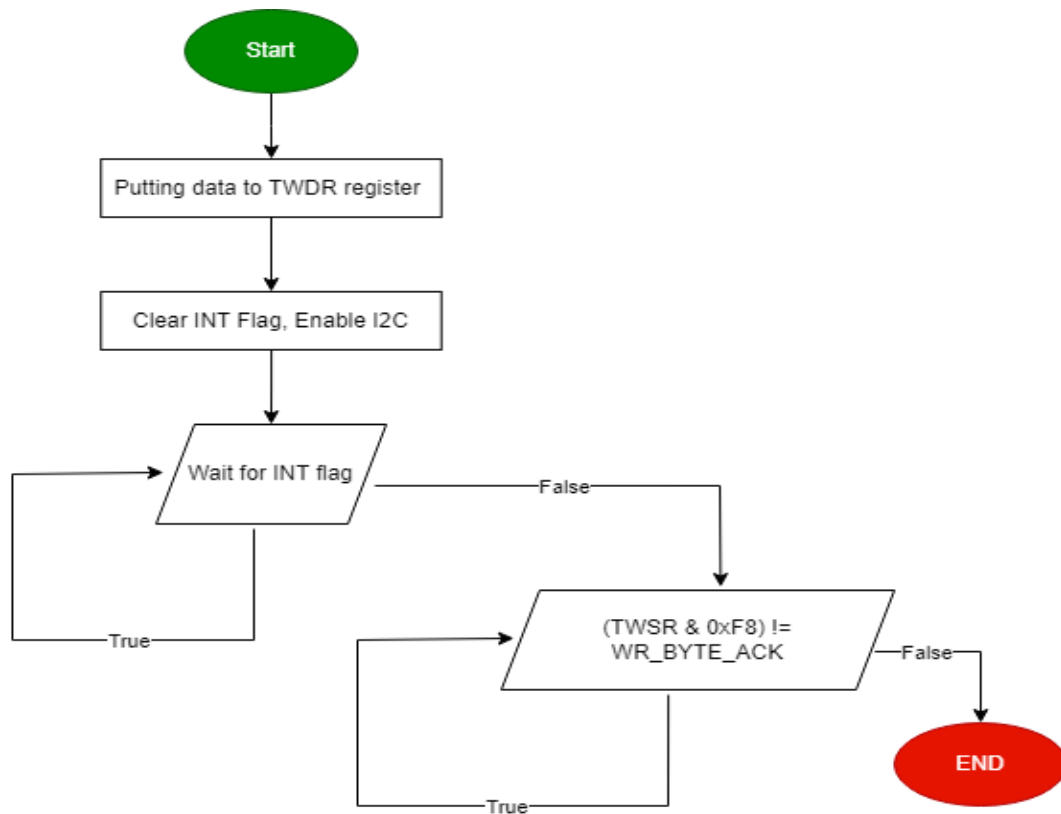 Start
Putting data to TWDR register
Clear INT Flag, Enable I2C
Wait for INT flag
False
True
(TWSR & 0xF8) !=
WR_BYTE_ACK
False
True
END